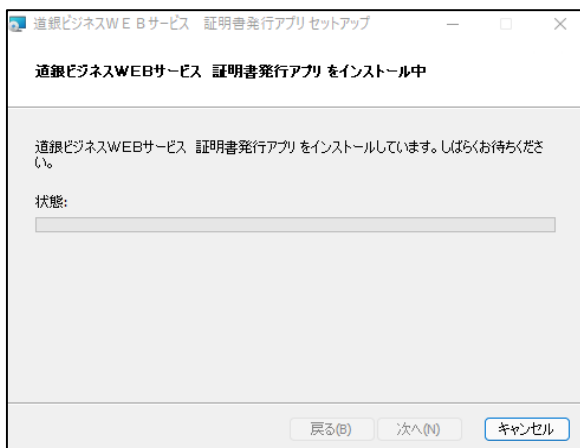 道銀ビジネスWEBサービス　証明書発行アプリ セットアップ
道銀ビジネスWEBサービス　証明書発行アプリ をインストール中
道銀ビジネスWEBサービス　証明書発行アプリ をインストールしています。しばらくお待ちくださ
い。
状態:
戻る(B)
次へ(N)
キャンセル